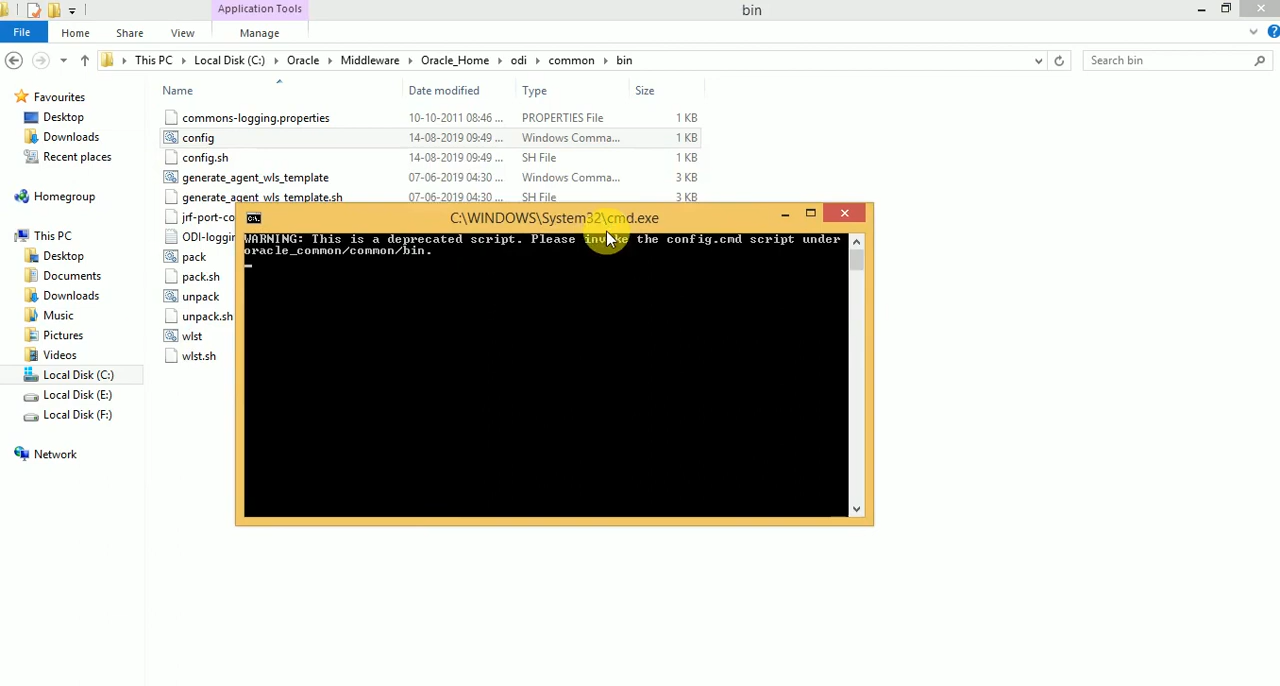 Application Tools
bin
File
Home
Share
View
Manage
This PC
Local Disk (C:)
Oracle
Middleware
Oracle_Home
odi
common
bin
Search bin
Name
Date modified
Type
Size
Favourites
Desktop
Downloads
Recent places
Homegroup
This PC
Desktop
Documents
Downloads
Music
Pictures
Videos
Local Disk (C:)
Local Disk (E:)
Local Disk (F:)
Network
commons-logging.properties 10-10-2011 08:46 ... PROPERTIES File 1 KB
config 14-08-2019 09:49 ... Windows Comma... 1 KB
config.sh 14-08-2019 09:49 ... SH File 1 KB
generate_agent_wls_template 07-06-2019 04:30 ... Windows Comma... 3 KB
generate_agent_wls_template.sh 07-06-2019 04:30 ... SH File 3 KB
jrf-port-co
ODI-loggin
pack
pack.sh
unpack
unpack.sh
wlst
wlst.sh
C:\WINDOWS\System32\cmd.exe
WARNING: This is a deprecated script. Please invoke the config.cmd script under
oracle_common/common/bin.